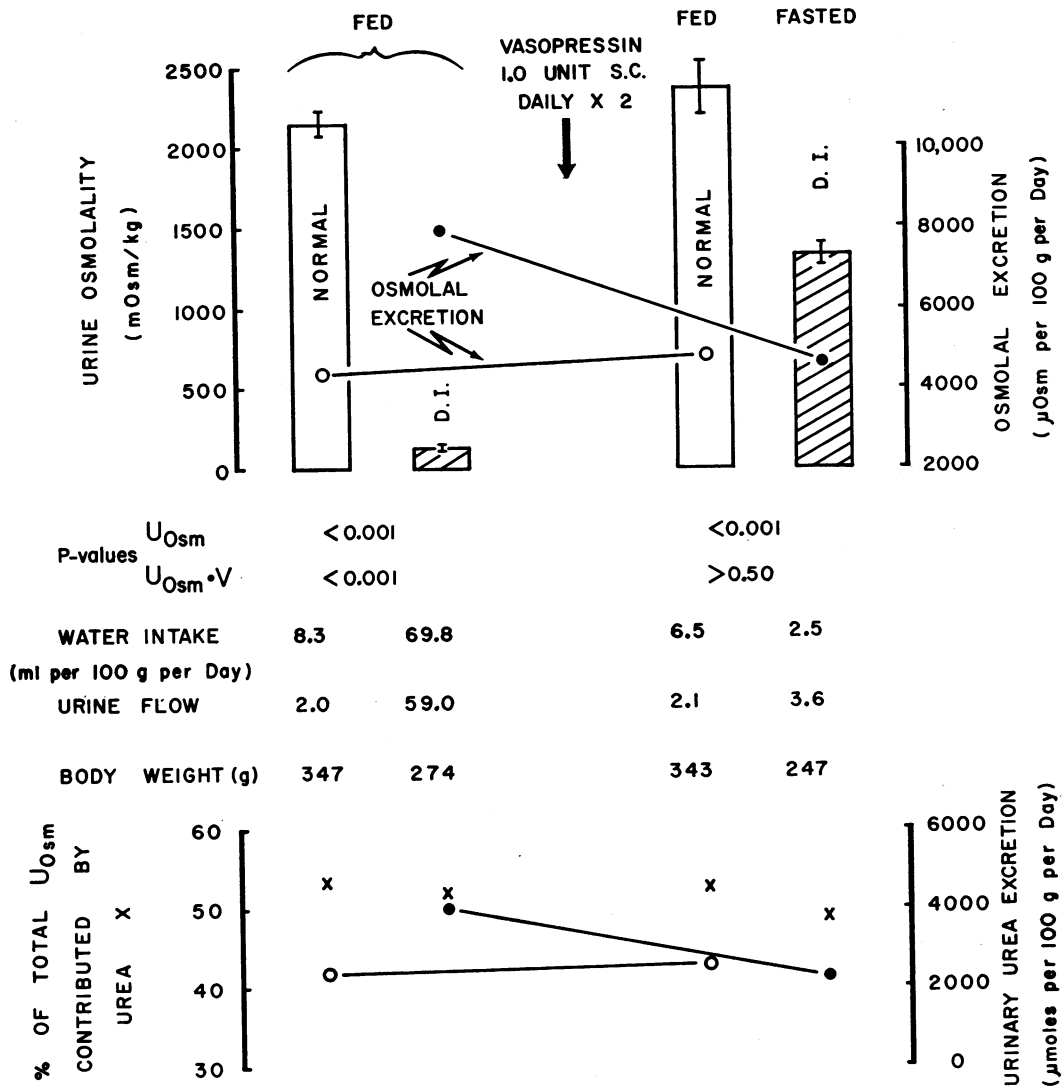 FED
FED FASTED
VASOPRESSIN
1.0 UNIT S.C.
DAILY X 2
2500
2000
1500
1000
500
0
URINE OSMOLALITY
(mOsm/kg)
NORMAL
D. I.
OSMOLAL
EXCRETION
NORMAL
D. I.
10,000
8000
6000
4000
2000
OSMOLAL EXCRETION
(μOsm per 100 g per Day)
P-values
UOsm <0.001 <0.001
UOsm•V <0.001 >0.50
WATER INTAKE 8.3 69.8 6.5 2.5
(ml per 100 g per Day)
URINE FLOW 2.0 59.0 2.1 3.6
BODY WEIGHT (g) 347 274 343 247
% OF TOTAL UOsm
CONTRIBUTED BY
UREA X
60
50
40
30
x x x x
6000
4000
2000
0
URINARY UREA EXCRETION
(μmoles per 100 g per Day)